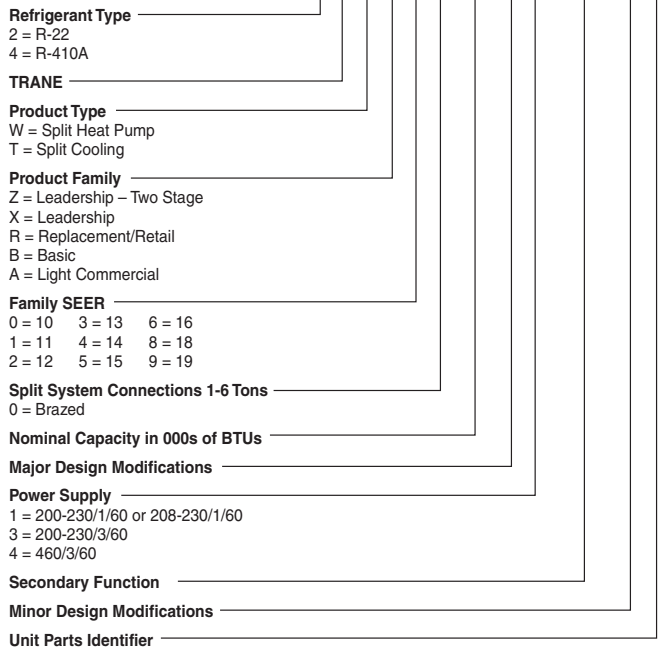 Refrigerant Type
2 = R-22
4 = R-410A
TRANE
Product Type
W = Split Heat Pump
T = Split Cooling
Product Family
Z = Leadership – Two Stage
X = Leadership
R = Replacement/Retail
B = Basic
A = Light Commercial
Family SEER
0 = 10 3 = 13 6 = 16
1 = 11 4 = 14 8 = 18
2 = 12 5 = 15 9 = 19
Split System Connections 1-6 Tons
0 = Brazed
Nominal Capacity in 000s of BTUs
Major Design Modifications
Power Supply
1 = 200-230/1/60 or 208-230/1/60
3 = 200-230/3/60
4 = 460/3/60
Secondary Function
Minor Design Modifications
Unit Parts Identifier